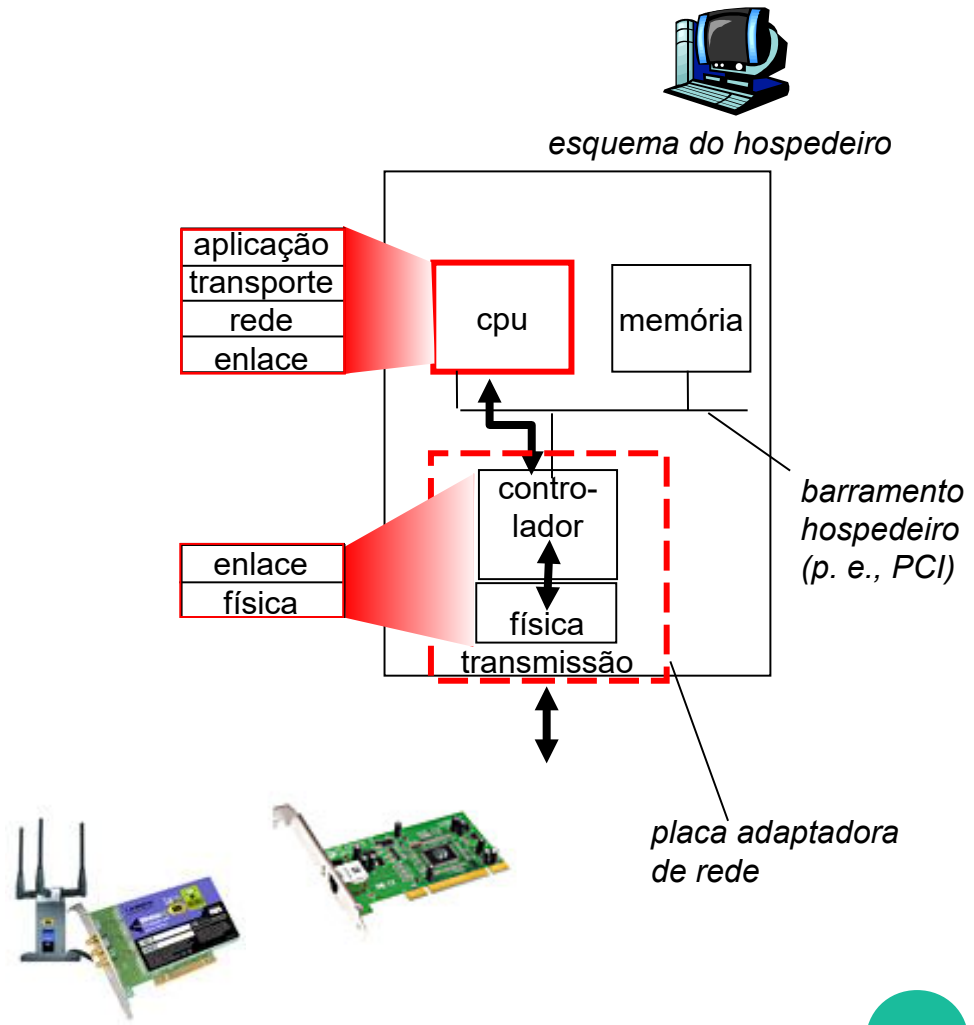 esquema do hospedeiro
aplicação
transporte
rede
enlace
cpu
memória
contro-
lador
enlace
física
física
transmissão
barramento
hospedeiro
(p. e., PCI)
placa adaptadora
de rede